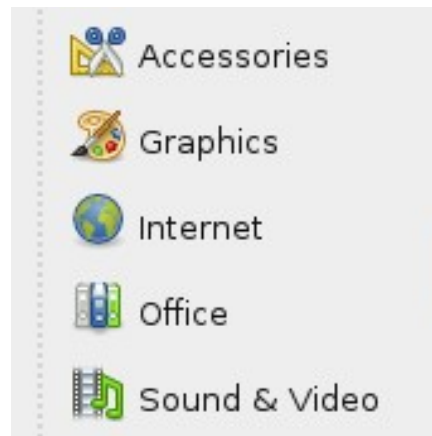 Accessories
Graphics
Internet
Office
Sound & Video